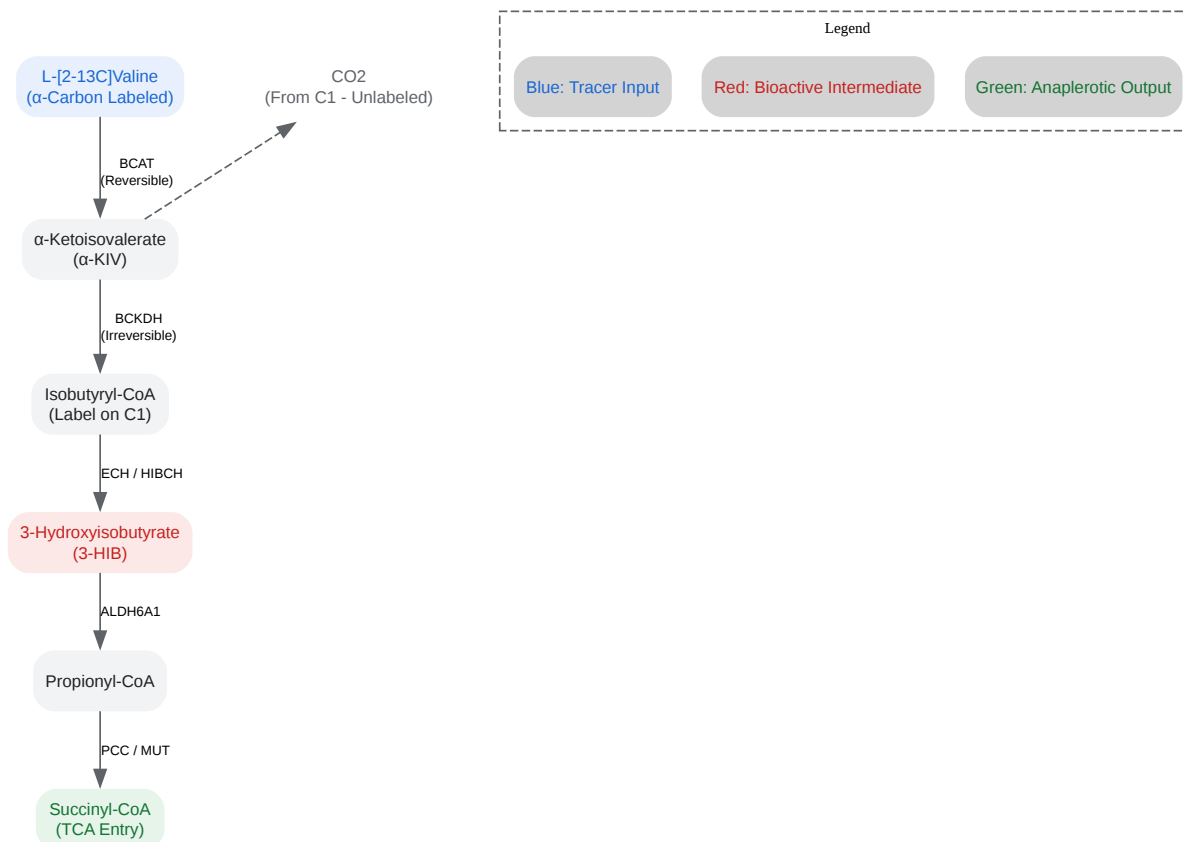 Legend
L-[2-13C]Valine
(α-Carbon Labeled)
CO2
(From C1 - Unlabeled)
Blue: Tracer Input
Red: Bioactive Intermediate
Green: Anaplerotic Output
BCAT
(Reversible)
α-Ketoisovalerate
(α-KIV)
BCKDH
(Irreversible)
Isobutyryl-CoA
(Label on C1)
ECH / HIBCH
3-Hydroxyisobutyrate
(3-HIB)
ALDH6A1
Propionyl-CoA
PCC / MUT
Succinyl-CoA
(TCA Entry)